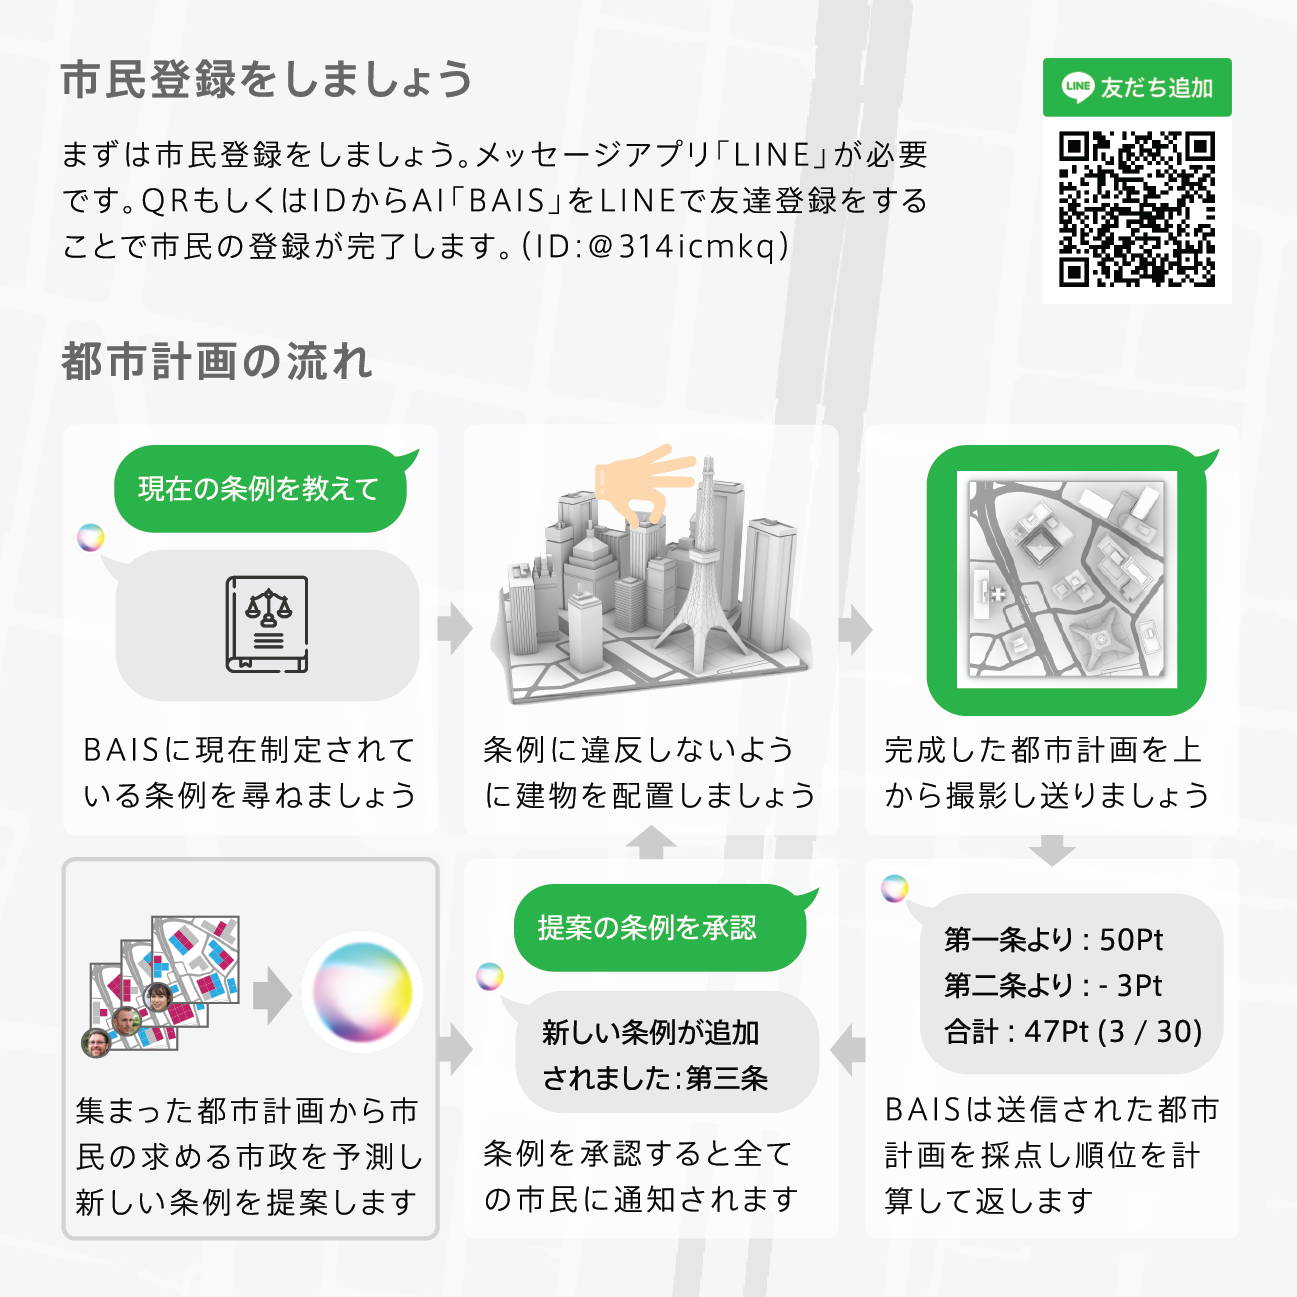 市民登録をしましょう
LINE 友だち追加
まずは市民登録をしましょう。メッセージアプリ「LINE」が必要
です。QRもしくはIDからAI「BAIS」をLINEで友達登録をする
ことで市民の登録が完了します。(ID:@314icmkq)
都市計画の流れ
現在の条例を教えて
BAISに現在制定されて
いる条例を尋ねましょう
条例に違反しないよう
に建物を配置しましょう
完成した都市計画を上
から撮影し送りましょう
第一条より : 50Pt
第二条より : - 3Pt
合計 : 47Pt (3 / 30)
BAISは送信された都市
計画を採点し順位を計
算して返します
提案の条例を承認
新しい条例が追加
されました:第三条
条例を承認すると全て
の市民に通知されます
集まった都市計画から市
民の求める市政を予測し
新しい条例を提案します